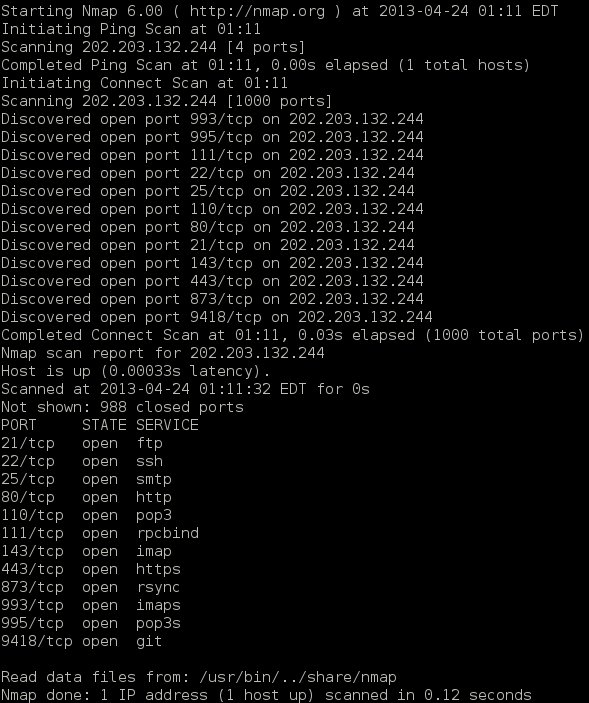 Starting Nmap 6.00 ( http://nmap.org ) at 2013-04-24 01:11 EDT
Initiating Ping Scan at 01:11
Scanning 202.203.132.244 [4 ports]
Completed Ping Scan at 01:11, 0.00s elapsed (1 total hosts)
Initiating Connect Scan at 01:11
Scanning 202.203.132.244 [1000 ports]
Discovered open port 993/tcp on 202.203.132.244
Discovered open port 995/tcp on 202.203.132.244
Discovered open port 111/tcp on 202.203.132.244
Discovered open port 22/tcp on 202.203.132.244
Discovered open port 25/tcp on 202.203.132.244
Discovered open port 110/tcp on 202.203.132.244
Discovered open port 80/tcp on 202.203.132.244
Discovered open port 21/tcp on 202.203.132.244
Discovered open port 143/tcp on 202.203.132.244
Discovered open port 443/tcp on 202.203.132.244
Discovered open port 873/tcp on 202.203.132.244
Discovered open port 9418/tcp on 202.203.132.244
Completed Connect Scan at 01:11, 0.03s elapsed (1000 total ports)
Nmap scan report for 202.203.132.244
Host is up (0.00033s latency).
Scanned at 2013-04-24 01:11:32 EDT for 0s
Not shown: 988 closed ports
PORT     STATE SERVICE
21/tcp   open  ftp
22/tcp   open  ssh
25/tcp   open  smtp
80/tcp   open  http
110/tcp  open  pop3
111/tcp  open  rpcbind
143/tcp  open  imap
443/tcp  open  https
873/tcp  open  rsync
993/tcp  open  imaps
995/tcp  open  pop3s
9418/tcp open  git
Read data files from: /usr/bin/../share/nmap
Nmap done: 1 IP address (1 host up) scanned in 0.12 seconds